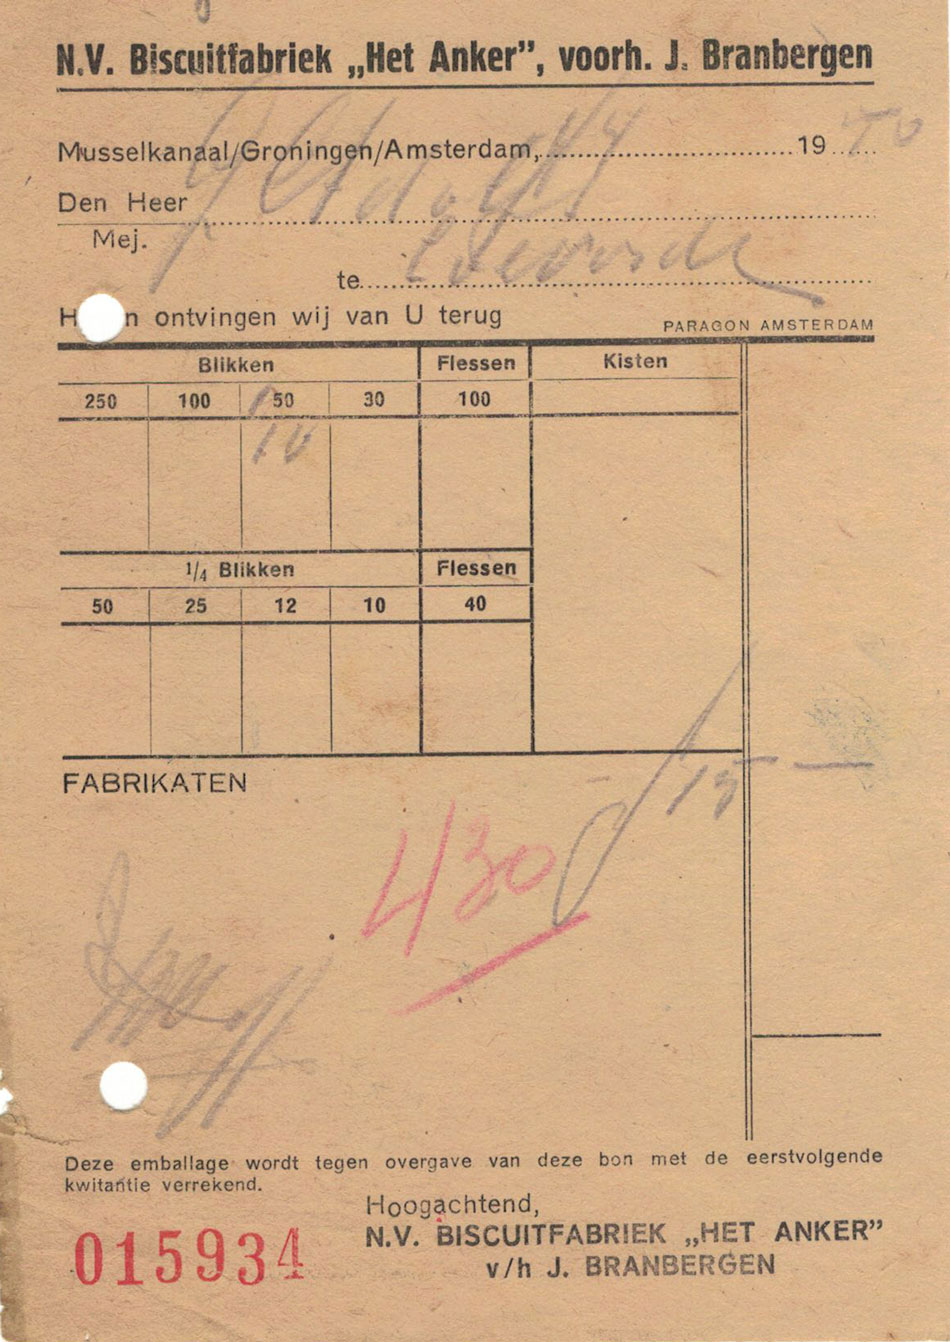 N.V. Biscuitfabriek „Het Anker”, voorh. J. Branbergen
Musselkanaal/Groningen/Amsterdam, 19 40
Den Heer
Mej.
te
H n ontvingen wij van U terug
PARAGON AMSTERDAM
Blikken Flessen Kisten
250 100 50 30 100
10
1/4 Blikken Flessen
50 25 12 10 40
15 —
FABRIKATEN
430
Deze emballage wordt tegen overgave van deze bon met de eerstvolgende
kwitantie verrekend.
Hoogachtend,
N.V. BISCUITFABRIEK „HET ANKER”
v/h J. BRANBERGEN
015934